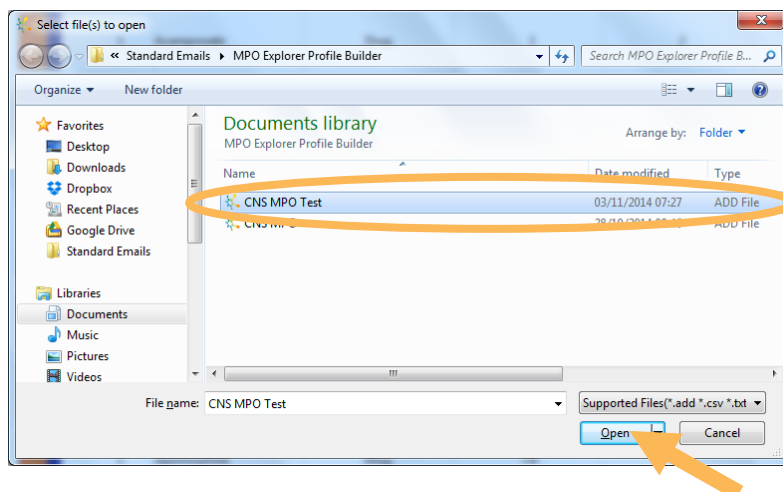 Select file(s) to open
« Standard Emails ▸ MPO Explorer Profile Builder
Search MPO Explorer Profile B...
Organize ▾ New folder
Favorites
Desktop
Downloads
Dropbox
Recent Places
Google Drive
Standard Emails
Libraries
Documents
Music
Pictures
Videos
Documents library
MPO Explorer Profile Builder
Arrange by: Folder ▾
Name Date modified Type
CNS MPO Test 03/11/2014 07:27 ADD File
CNS MPO ADD File
File name: CNS MPO Test
Supported Files(*.add *.csv *.txt
Open Cancel